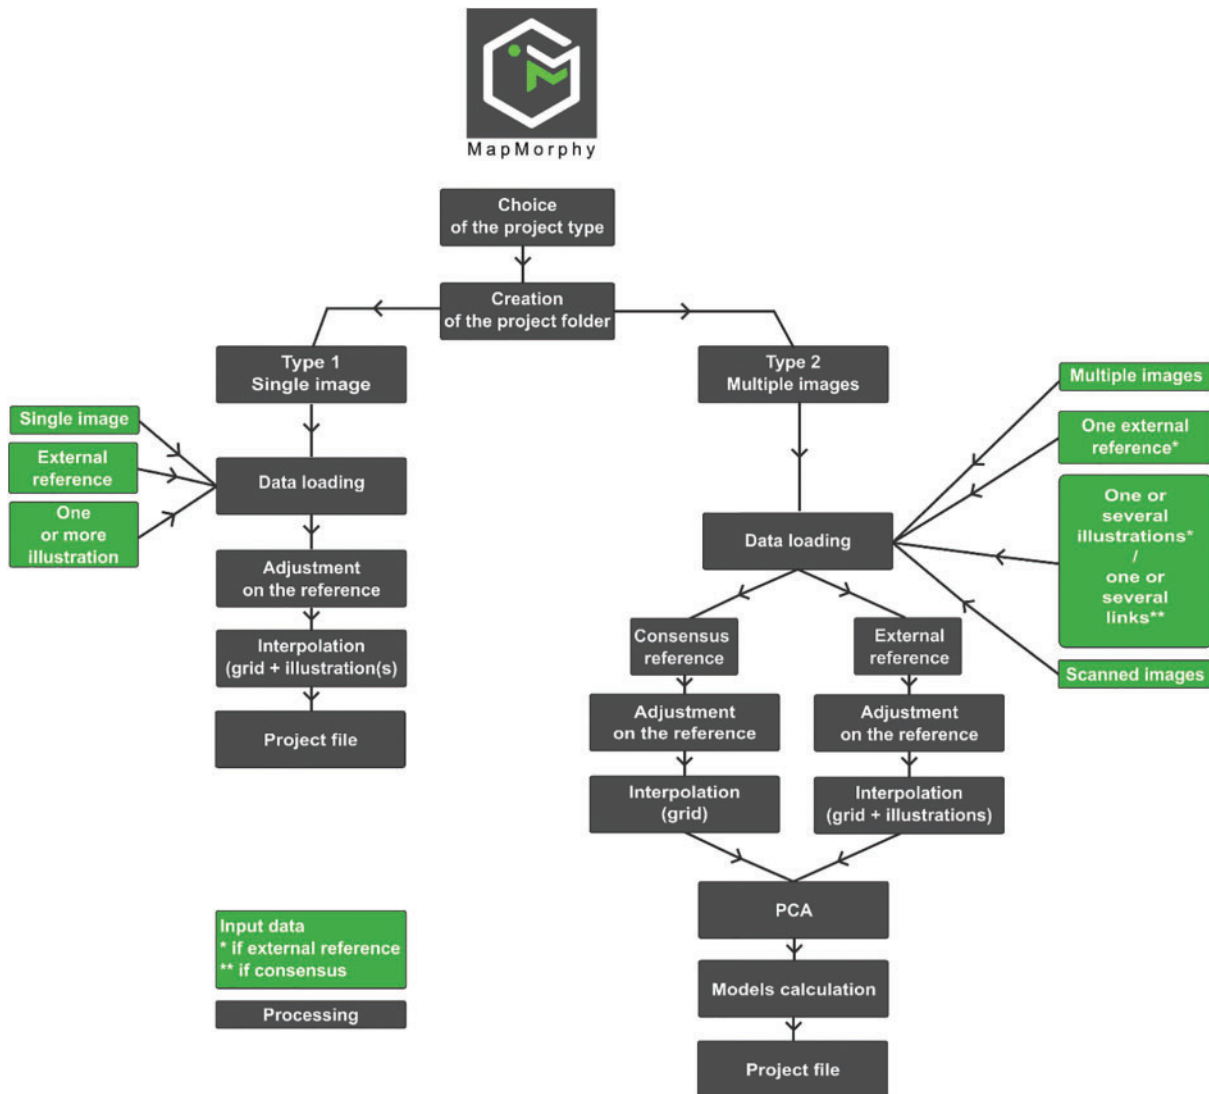 MapMorphy
Choice
of the project type
Creation
of the project folder
Type 1
Single image
Type 2
Multiple images
Single image
External
reference
One
or more
illustration
Data loading
Adjustment
on the reference
Interpolation
(grid + illustration(s)
Project file
Multiple images
One external
reference*
One or
several
illustrations*
/
one or
several
links**
Scanned images
Data loading
Consensus
reference
External
reference
Adjustment
on the reference
Adjustment
on the reference
Interpolation
(grid)
Interpolation
(grid + illustrations)
PCA
Models calculation
Project file
Input data
* if external reference
** if consensus
Processing